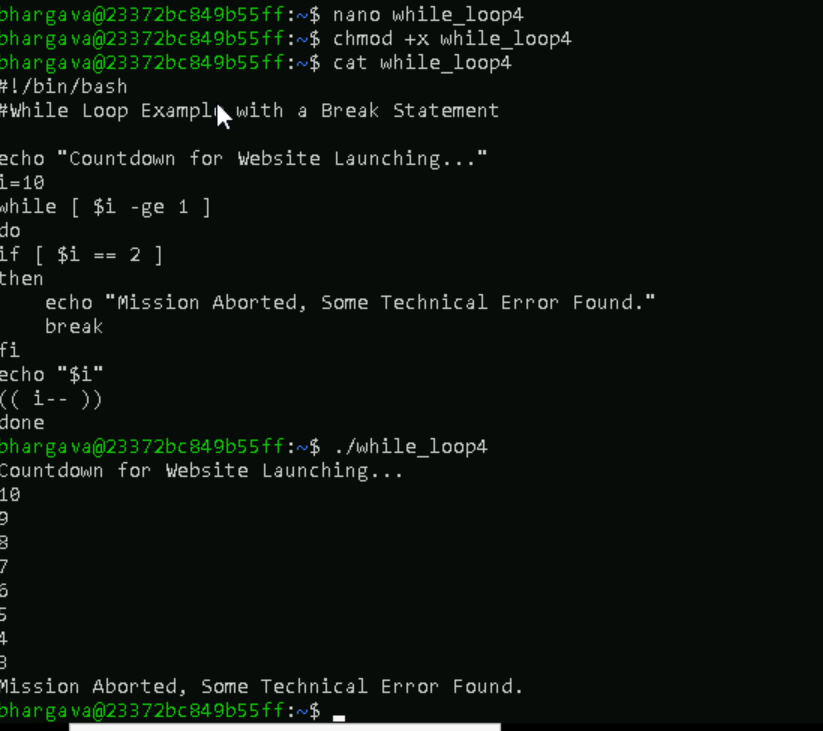 bhargava@23372bc849b55ff:~$ nano while_loop4
bhargava@23372bc849b55ff:~$ chmod +x while_loop4
bhargava@23372bc849b55ff:~$ cat while_loop4
#!/bin/bash
#While Loop Example with a Break Statement
echo "Countdown for Website Launching..."
i=10
while [ $i -ge 1 ]
do
if [ $i == 2 ]
then
    echo "Mission Aborted, Some Technical Error Found."
    break
fi
echo "$i"
(( i-- ))
done
bhargava@23372bc849b55ff:~$ ./while_loop4
Countdown for Website Launching...
10
9
8
7
6
5
4
3
Mission Aborted, Some Technical Error Found.
bhargava@23372bc849b55ff:~$